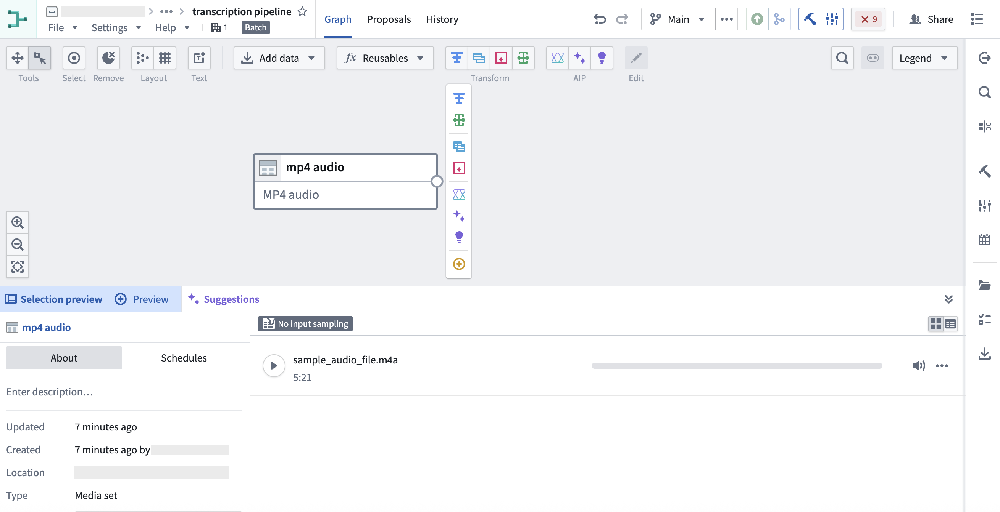 transcription pipeline
File
Settings
Help
1
Batch
Graph
Proposals
History
Main
9
Share
Tools
Select
Remove
Layout
T
Text
Add data
fx Reusables
Transform
AIP
Edit
Legend
mp4 audio
MP4 audio
Selection preview
Preview
Suggestions
mp4 audio
No input sampling
About
Schedules
sample_audio_file.m4a
5:21
Enter description...
Updated 7 minutes ago
Created 7 minutes ago by
Location
Type Media set